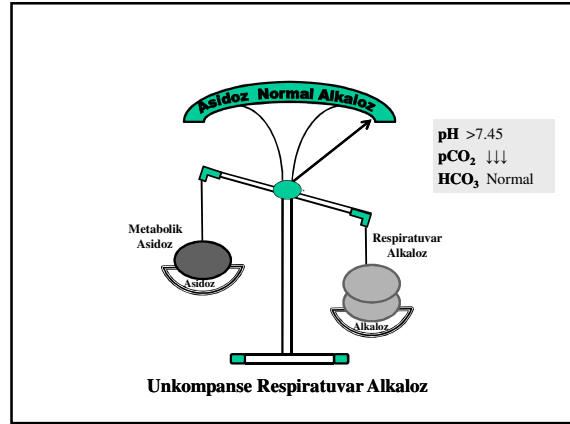 Asidoz Normal Alkaloz
pH >7.45
pCO₂ ↓↓↓
HCO₃ Normal
Metabolik
Asidoz
Asidoz
Respiratuvar
Alkaloz
Alkaloz
Unkompanse Respiratuvar Alkaloz